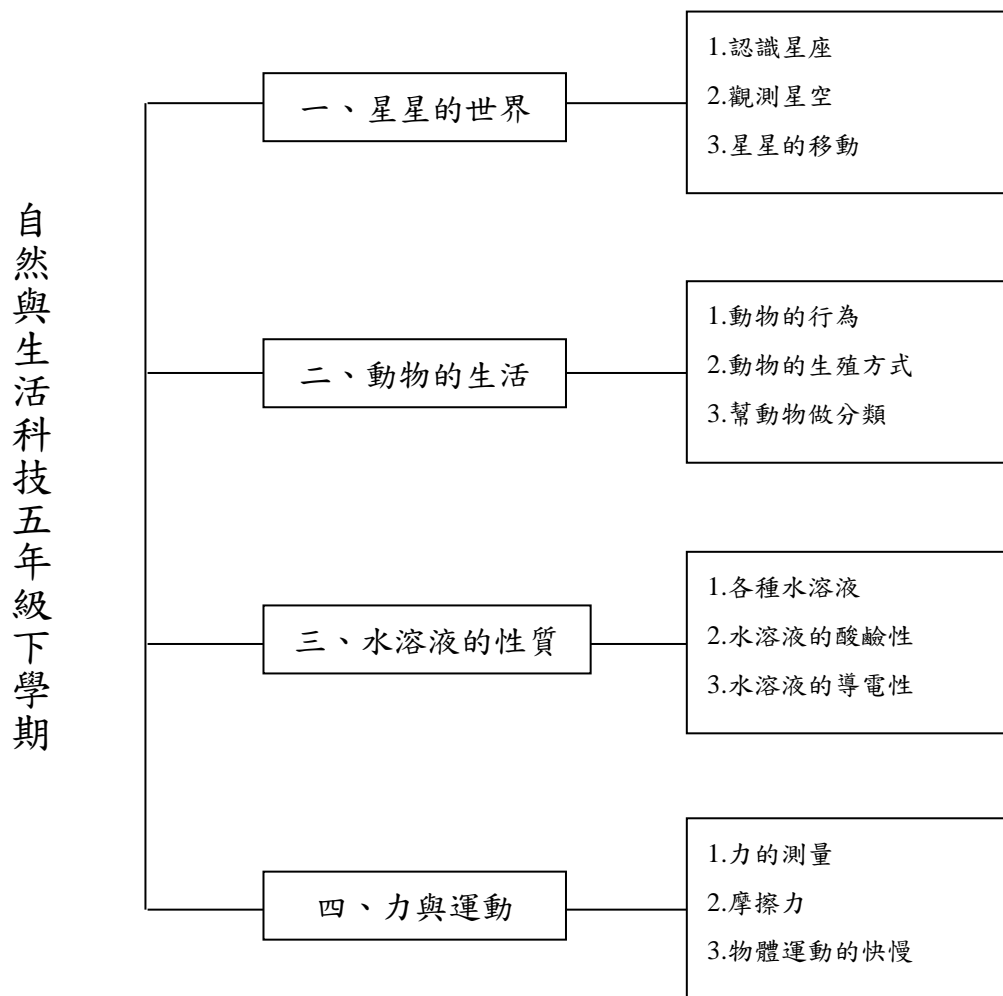 自然與生活科技五年級下學期
一、星星的世界
1.認識星座
2.觀測星空
3.星星的移動
二、動物的生活
1.動物的行為
2.動物的生殖方式
3.幫動物做分類
三、水溶液的性質
1.各種水溶液
2.水溶液的酸鹼性
3.水溶液的導電性
四、力與運動
1.力的測量
2.摩擦力
3.物體運動的快慢